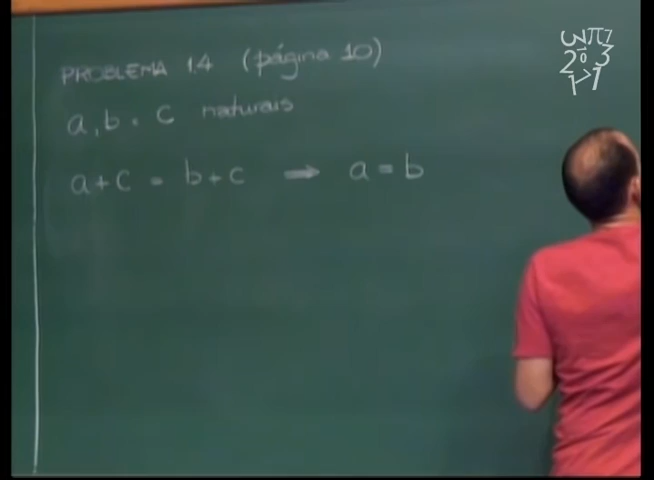 PROBLEMA 1.4 (página 10)
a, b e c naturais
a + c = b + c ⟹ a = b